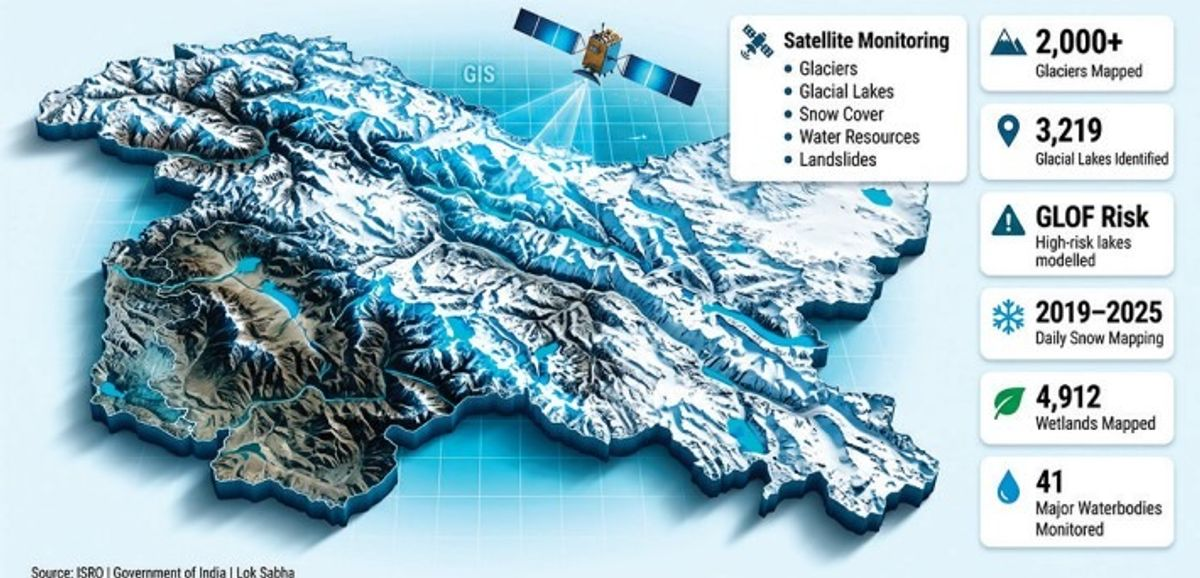 GIS
Satellite Monitoring
• Glaciers
• Glacial Lakes
• Snow Cover
• Water Resources
• Landslides
2,000+
Glaciers Mapped
3,219
Glacial Lakes Identified
GLOF Risk
High-risk lakes
modelled
2019–2025
Daily Snow Mapping
4,912
Wetlands Mapped
41
Major Waterbodies
Monitored
Source: ISRO | Government of India | Lok Sabha